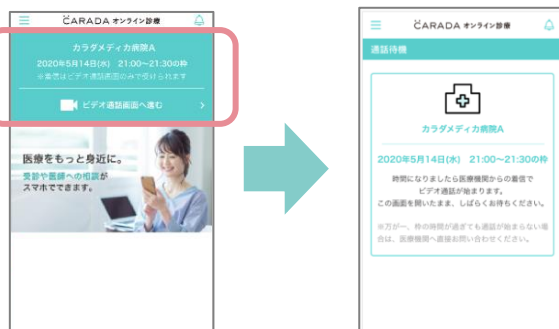 CARADA オンライン診療
カラダメディカ病院A
2020年5月14日(水) 21:00〜21:30の枠
※着信はビデオ通話画面のみで受けられます
ビデオ通話画面へ進む
医療をもっと身近に。
受診や医師への相談が
スマホでできます。
CARADA オンライン診療
通話待機
カラダメディカ病院A
2020年5月14日(水) 21:00〜21:30の枠
時間になりましたら医療機関からの着信で
ビデオ通話が始まります。
この画面を開いたまま、しばらくお待ちください。
※万が一、枠の時間が過ぎても通話が始まらない場
合は、医療機関へ直接お問い合わせください。